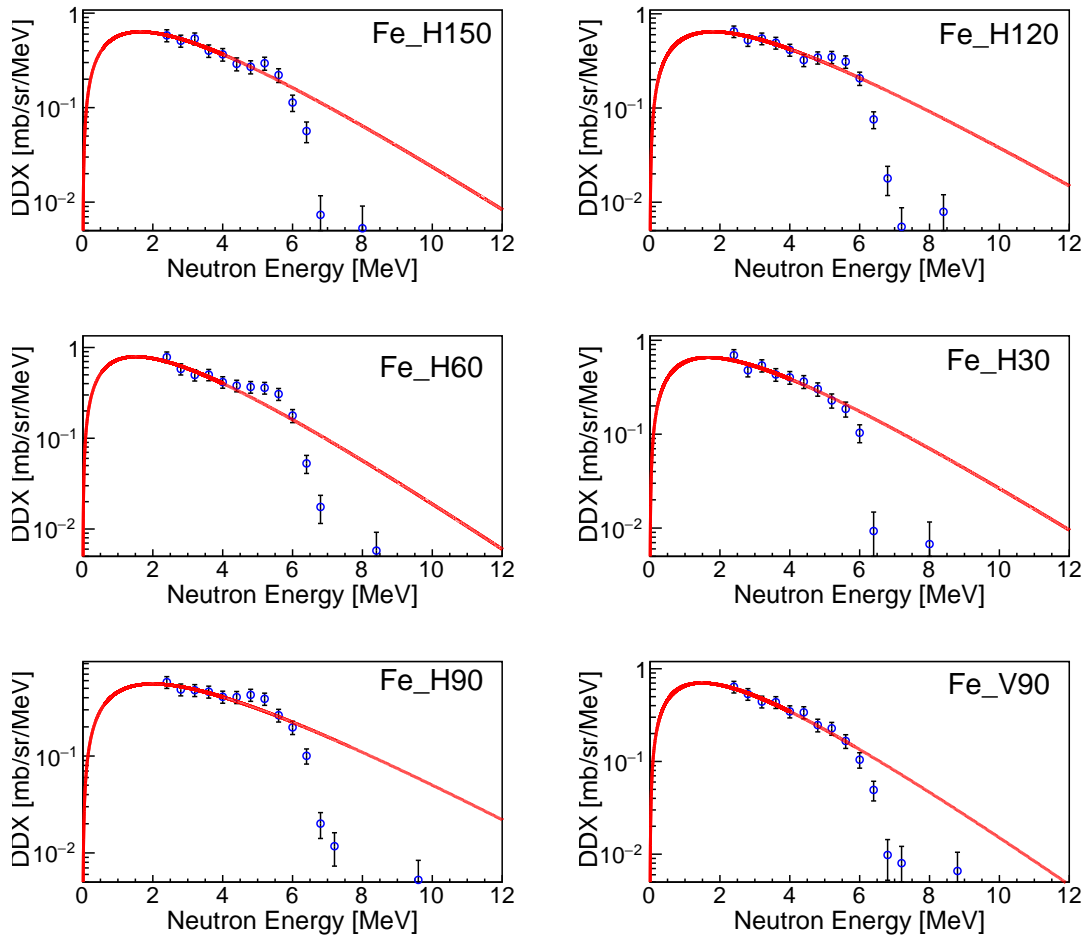 1
Fe_H150
10⁻¹
10⁻²
DDX [mb/sr/MeV]
0 2 4 6 8 10 12
Neutron Energy [MeV]
1
Fe_H120
10⁻¹
10⁻²
DDX [mb/sr/MeV]
0 2 4 6 8 10 12
Neutron Energy [MeV]
1
Fe_H60
10⁻¹
10⁻²
DDX [mb/sr/MeV]
0 2 4 6 8 10 12
Neutron Energy [MeV]
1
Fe_H30
10⁻¹
10⁻²
DDX [mb/sr/MeV]
0 2 4 6 8 10 12
Neutron Energy [MeV]
Fe_H90
10⁻¹
10⁻²
DDX [mb/sr/MeV]
0 2 4 6 8 10 12
Neutron Energy [MeV]
1
Fe_V90
10⁻¹
10⁻²
DDX [mb/sr/MeV]
0 2 4 6 8 10 12
Neutron Energy [MeV]